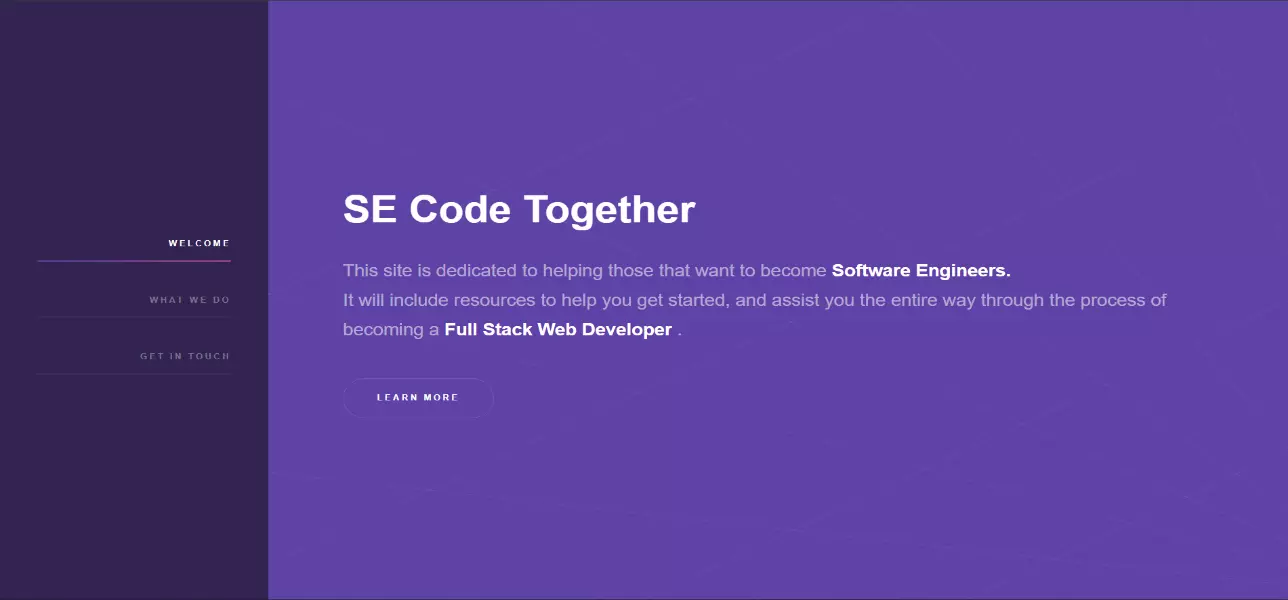 WELCOME
WHAT WE DO
GET IN TOUCH
SE Code Together
This site is dedicated to helping those that want to become Software Engineers.
It will include resources to help you get started, and assist you the entire way through the process of
becoming a Full Stack Web Developer .
LEARN MORE